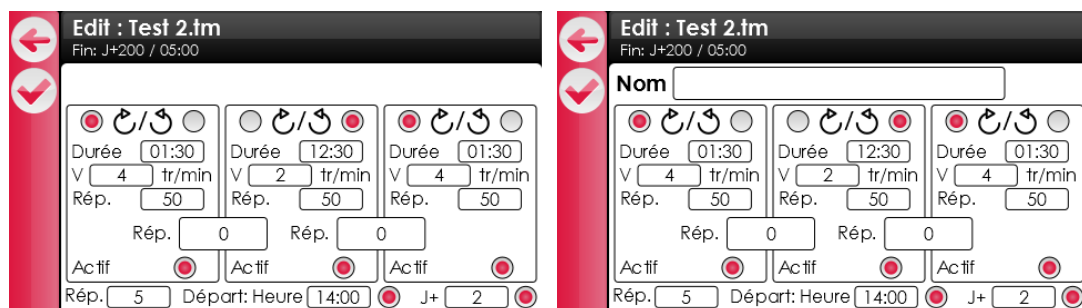 Edit : Test 2.tm
Fin: J+200 / 05:00
Durée 01:30 Durée 12:30 Durée 01:30
V 4 tr/min V 2 tr/min V 4 tr/min
Rép. 50 Rép. 50 Rép. 50
Rép. 0 Rép. 0
Actif Actif Actif
Rép. 5 Départ: Heure 14:00 J+ 2
Edit : Test 2.tm
Fin: J+200 / 05:00
Nom
Durée 01:30 Durée 12:30 Durée 01:30
V 4 tr/min V 2 tr/min V 4 tr/min
Rép. 50 Rép. 50 Rép. 50
Rép. 0 Rép. 0
Actif Actif Actif
Rép. 5 Départ: Heure 14:00 J+ 2